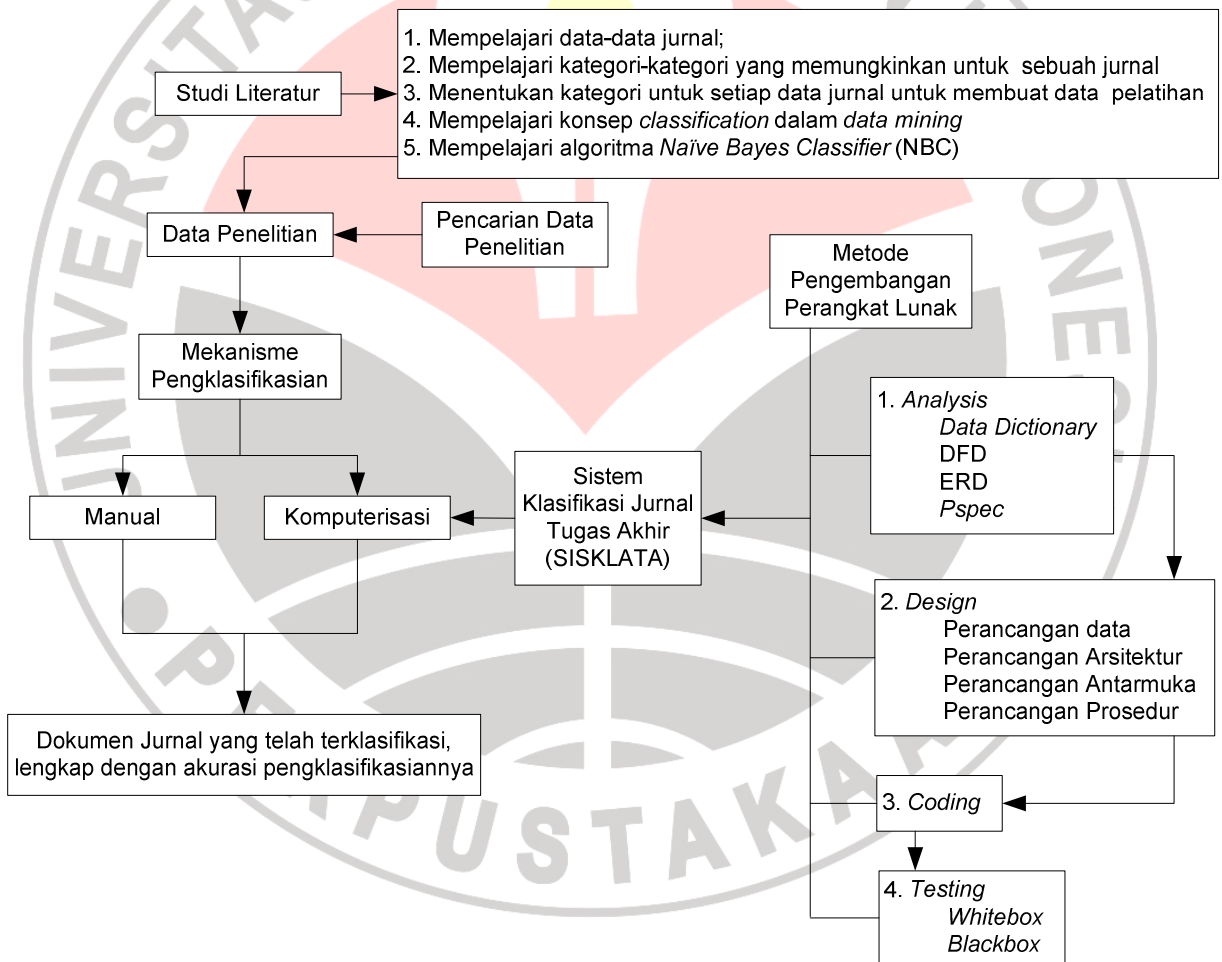 1. Mempelajari data-data jurnal;
2. Mempelajari kategori-kategori yang memungkinkan untuk sebuah jurnal
3. Menentukan kategori untuk setiap data jurnal untuk membuat data pelatihan
4. Mempelajari konsep classification dalam data mining
5. Mempelajari algoritma Naïve Bayes Classifier (NBC)
Studi Literatur
Data Penelitian
Pencarian Data
Penelitian
Metode
Pengembangan
Perangkat Lunak
Mekanisme
Pengklasifikasian
Manual
Komputerisasi
Sistem
Klasifikasi Jurnal
Tugas Akhir
(SISKLATA)
1. Analysis
Data Dictionary
DFD
ERD
Pspec
2. Design
Perancangan data
Perancangan Arsitektur
Perancangan Antarmuka
Perancangan Prosedur
Dokumen Jurnal yang telah terklasifikasi,
lengkap dengan akurasi pengklasifikasiannya
3. Coding
4. Testing
Whitebox
Blackbox